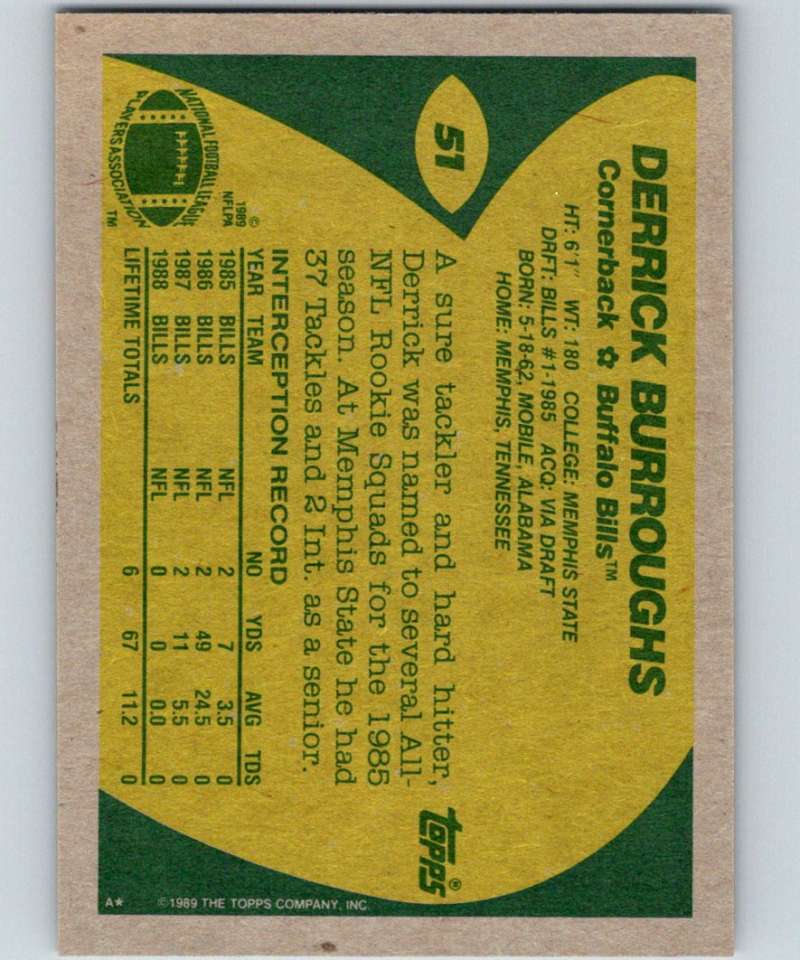 51
DERRICK BURROUGHS
Cornerback ✿ Buffalo Bills™
HT: 6'1" WT: 180 COLLEGE: MEMPHIS STATE
DRFT: BILLS #1-1985 ACQ: VIA DRAFT
BORN: 5-18-62, MOBILE, ALABAMA
HOME: MEMPHIS, TENNESSEE
A sure tackler and hard hitter,
Derrick was named to several All-
NFL Rookie Squads for the 1985
season. At Memphis State he had
37 Tackles and 2 Int. as a senior.
topps®
INTERCEPTION RECORD
YEAR TEAM NO YDS AVG TDS
1985 BILLS NFL 2 7 3.5 0
1986 BILLS NFL 2 49 24.5 0
1987 BILLS NFL 2 11 5.5 0
1988 BILLS NFL 0 0 0.0 0
LIFETIME TOTALS 6 67 11.2 0
NATIONAL FOOTBALL LEAGUE
PLAYERS ASSOCIATION
™
©
1989
NFLPA
A* ©1989 THE TOPPS COMPANY, INC.